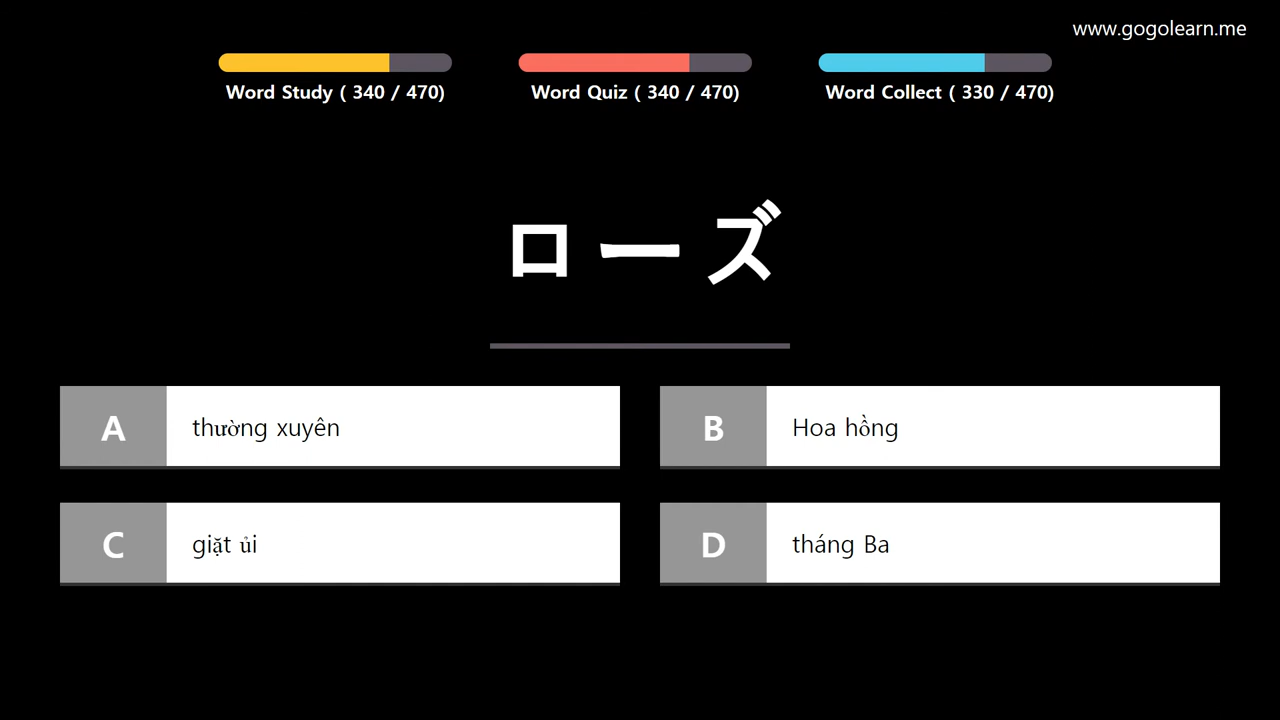 www.gogolearn.me
Word Study ( 340 / 470)
Word Quiz ( 340 / 470)
Word Collect ( 330 / 470)
ローズ
A thường xuyên
B Hoa hồng
C giặt ủi
D tháng Ba